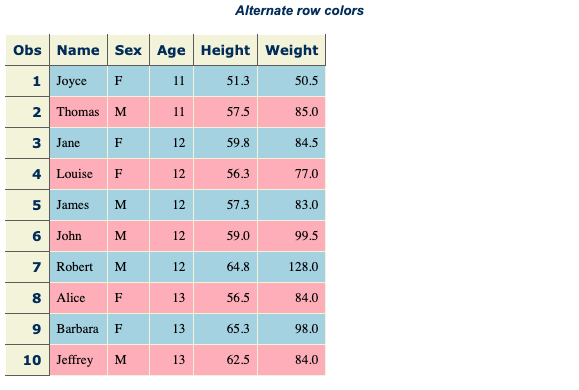 Alternate row colors
Obs Name Sex Age Height Weight
1 Joyce F 11 51.3 50.5
2 Thomas M 11 57.5 85.0
3 Jane F 12 59.8 84.5
4 Louise F 12 56.3 77.0
5 James M 12 57.3 83.0
6 John M 12 59.0 99.5
7 Robert M 12 64.8 128.0
8 Alice F 13 56.5 84.0
9 Barbara F 13 65.3 98.0
10 Jeffrey M 13 62.5 84.0